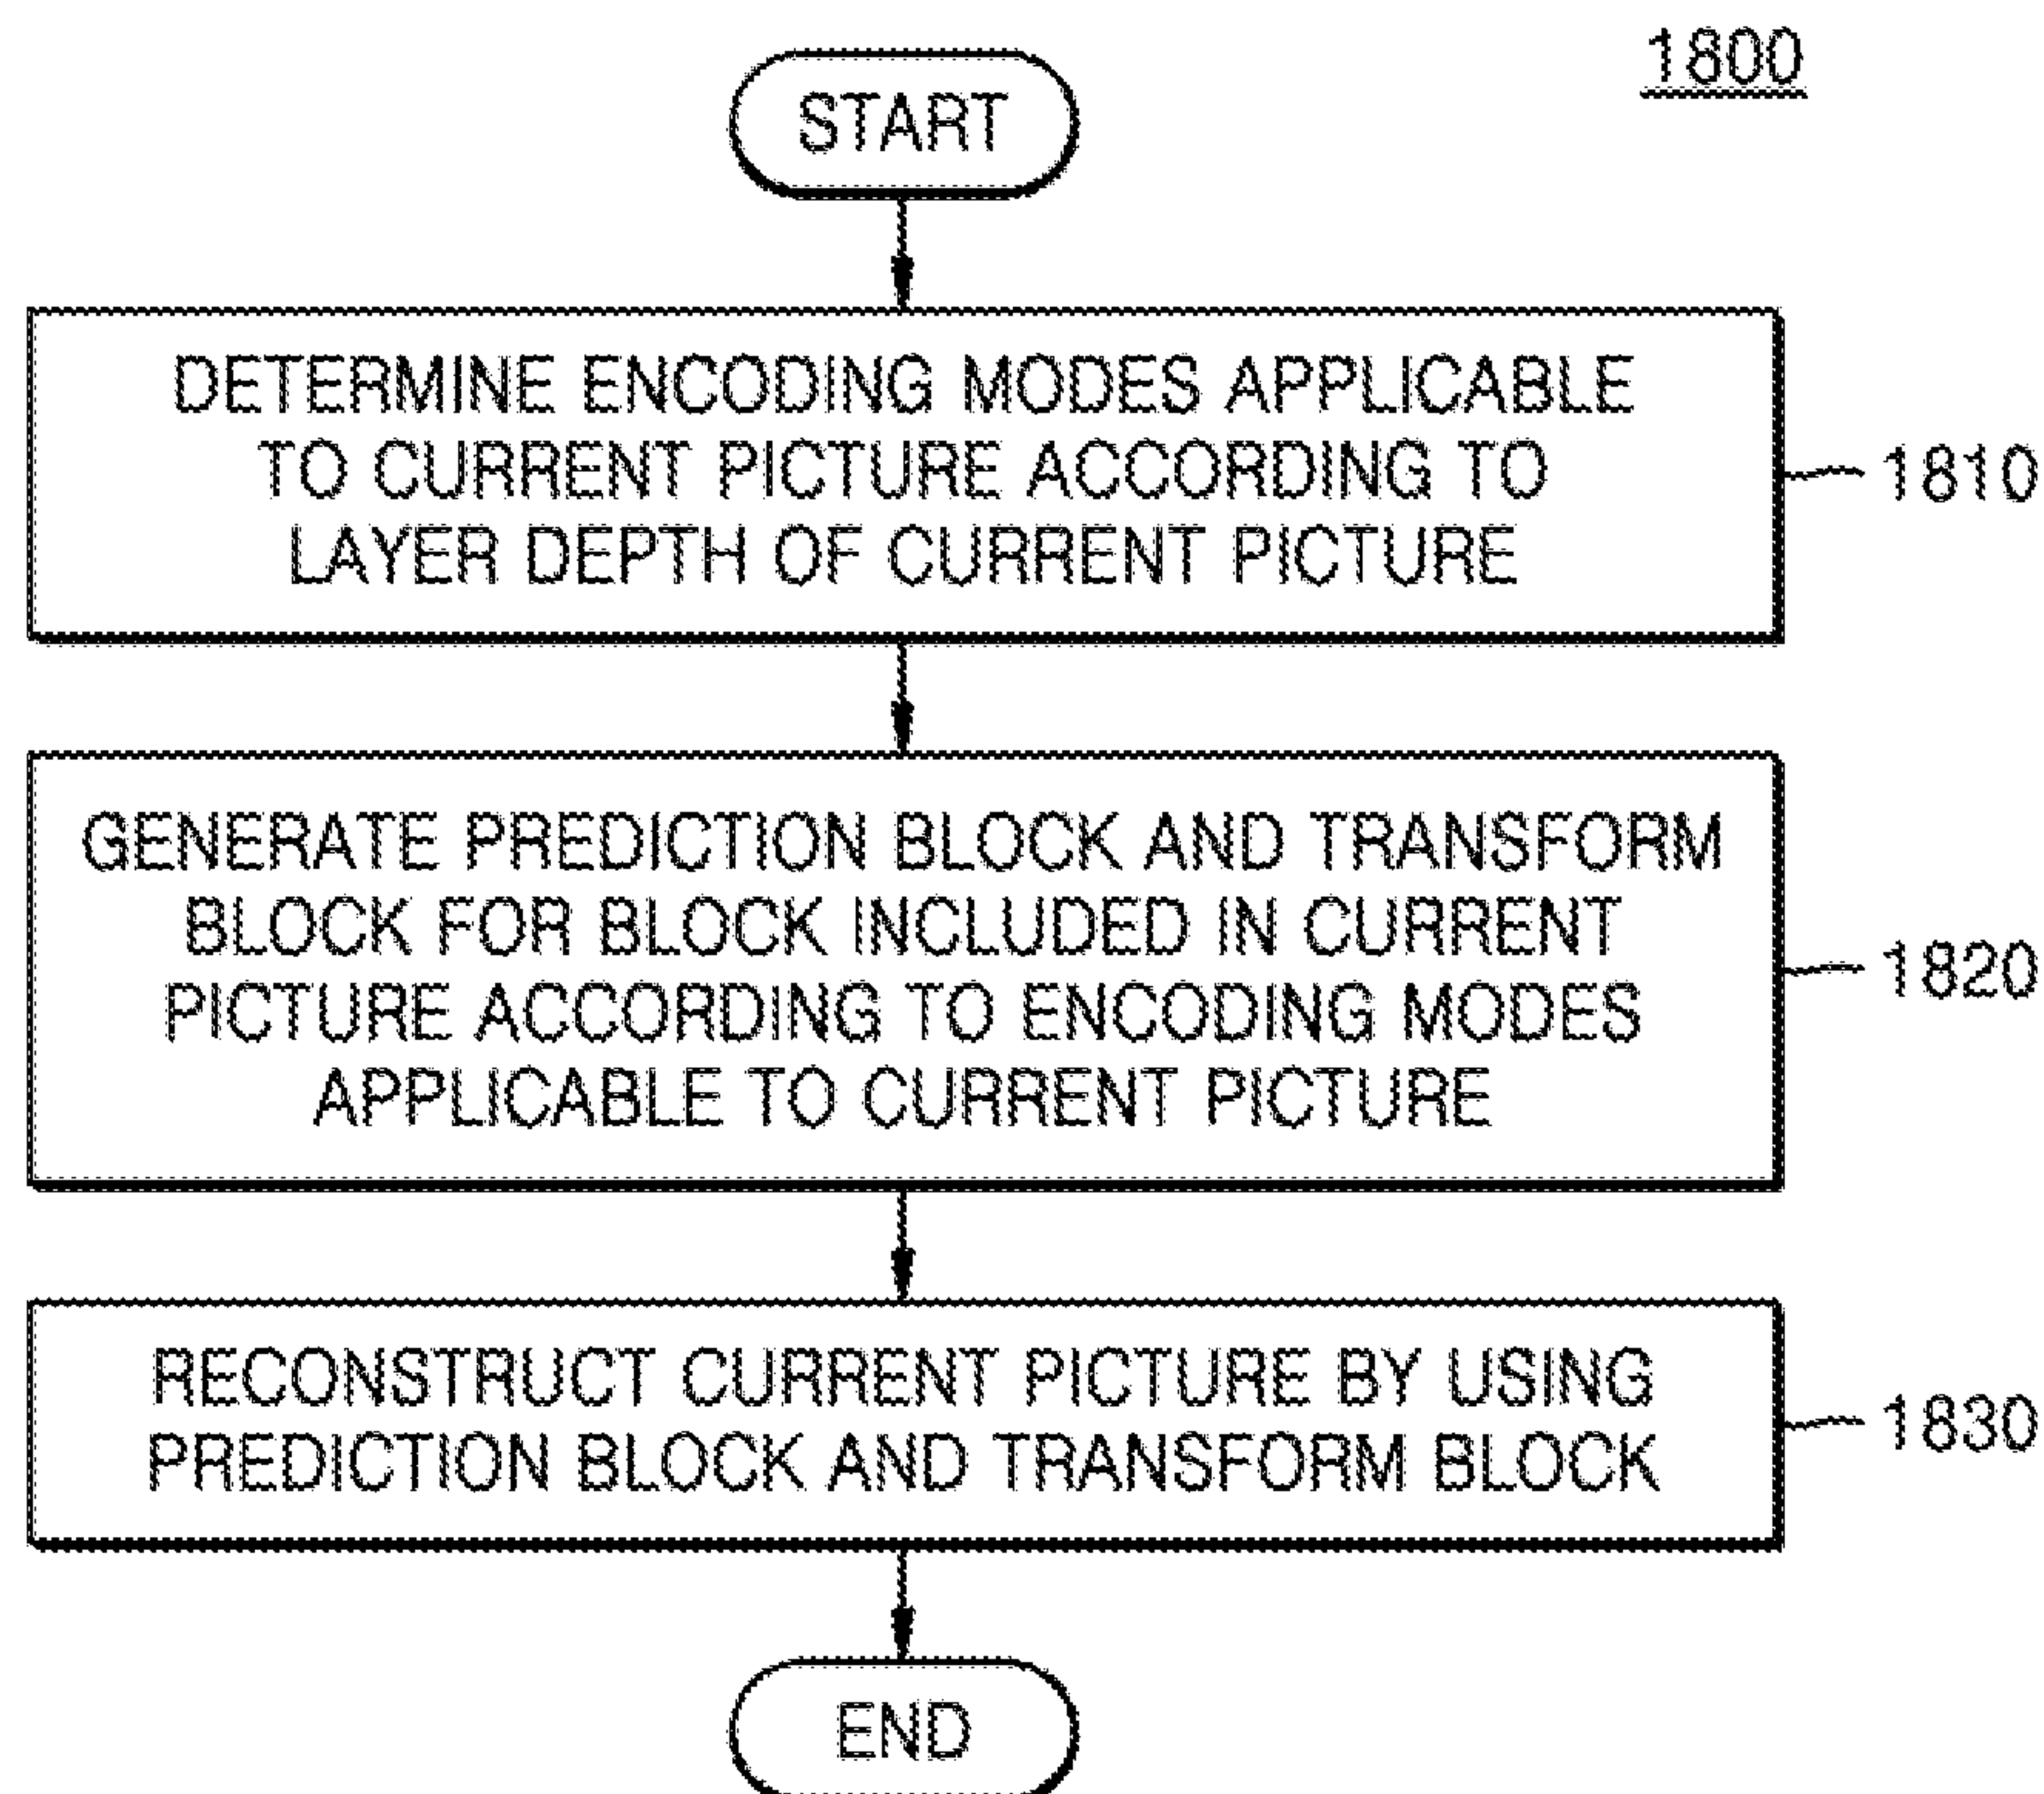 1800
START
DETERMINE ENCODING MODES APPLICABLE
TO CURRENT PICTURE ACCORDING TO
LAYER DEPTH OF CURRENT PICTURE
1810
GENERATE PREDICTION BLOCK AND TRANSFORM
BLOCK FOR BLOCK INCLUDED IN CURRENT
PICTURE ACCORDING TO ENCODING MODES
APPLICABLE TO CURRENT PICTURE
1820
RECONSTRUCT CURRENT PICTURE BY USING
PREDICTION BLOCK AND TRANSFORM BLOCK
1830
END